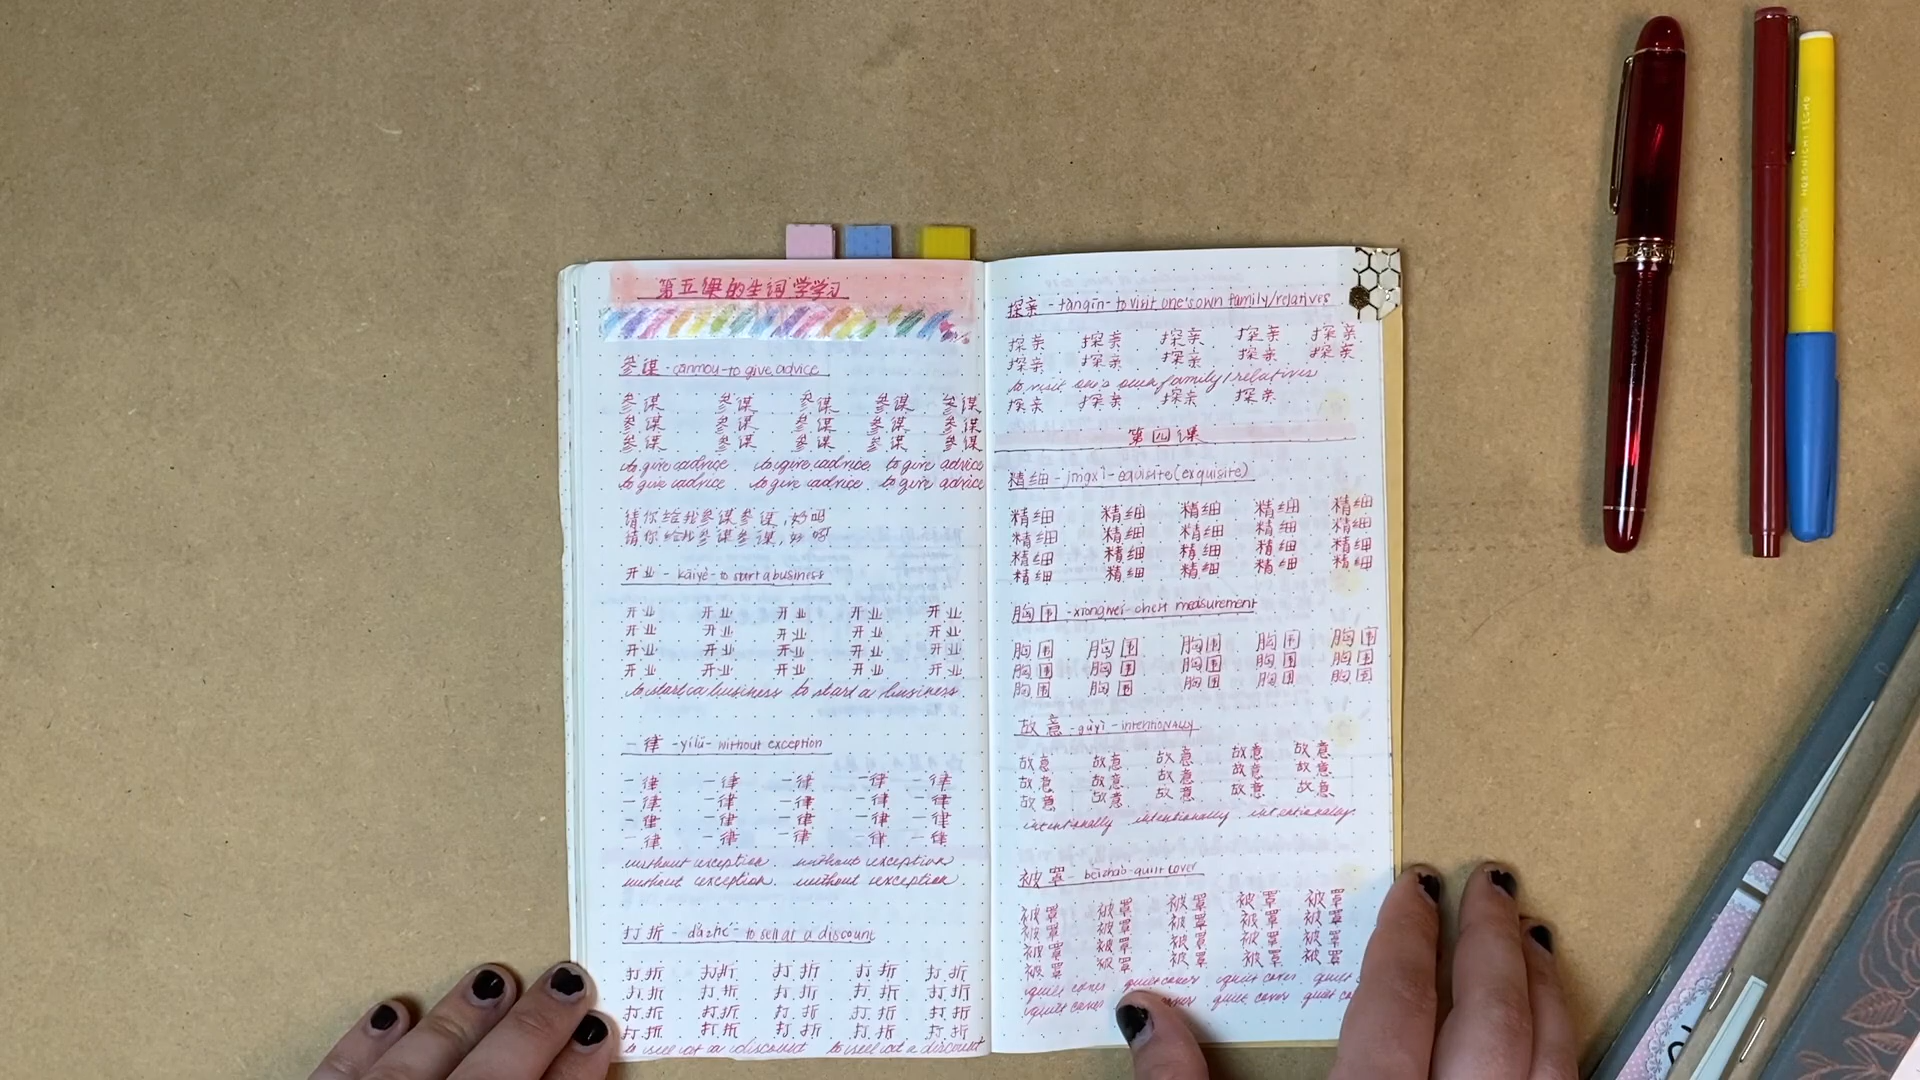 第五课的生词学学习
参谋 - cānmóu - to give advice
参谋 参谋 参谋 参谋 参谋
参谋 参谋 参谋 参谋 参谋
参谋 参谋 参谋 参谋 参谋
to give advice to give advice to give advice
to give advice to give advice to give advice
请你给我参谋参谋,好吗
请你给我参谋参谋,好吗
开业 - kāiyè - to start a business
开业 开业 开业 开业 开业
开业 开业 开业 开业 开业
开业 开业 开业 开业 开业
开业 开业 开业 开业 开业
to start a business to start a business
一律 - yílǜ - without exception
一律 一律 一律 一律 一律
一律 一律 一律 一律 一律
一律 一律 一律 一律 一律
一律 一律 一律 一律 一律
without exception. without exception
without exception. without exception.
打折 - dǎzhé - to sell at a discount
打折 打折 打折 打折 打折
打折 打折 打折 打折 打折
打折 打折 打折 打折 打折
打折 打折 打折 打折 打折
to sell at a discount to sell at a discount
探亲 - tànqīn - to visit one's own family/relatives
探亲 探亲 探亲 探亲 探亲
探亲 探亲 探亲 探亲 探亲
to visit one's own family/relatives
探亲 探亲 探亲 探亲
第四课
精细 - jīngxì - equisite (exquisite)
精细 精细 精细 精细 精细
精细 精细 精细 精细 精细
精细 精细 精细 精细 精细
精细 精细 精细 精细 精细
胸围 - xiōngwéi - chest measurement
胸围 胸围 胸围 胸围 胸围
胸围 胸围 胸围 胸围 胸围
胸围 胸围 胸围 胸围 胸围
故意 - gùyì - intentionally
故意 故意 故意 故意 故意
故意 故意 故意 故意 故意
故意 故意 故意 故意 故意
intentionally intentionally. intentionally.
被罩 - bèizhào - quilt cover
被罩 被罩 被罩 被罩 被罩
被罩 被罩 被罩 被罩 被罩
被罩 被罩 被罩 被罩 被罩
被罩 被罩 被罩 被罩 被罩
quilt cover. quilt cover quilt cover quilt
quilt cover quilt cover quilt
HOBONICHI TECHO